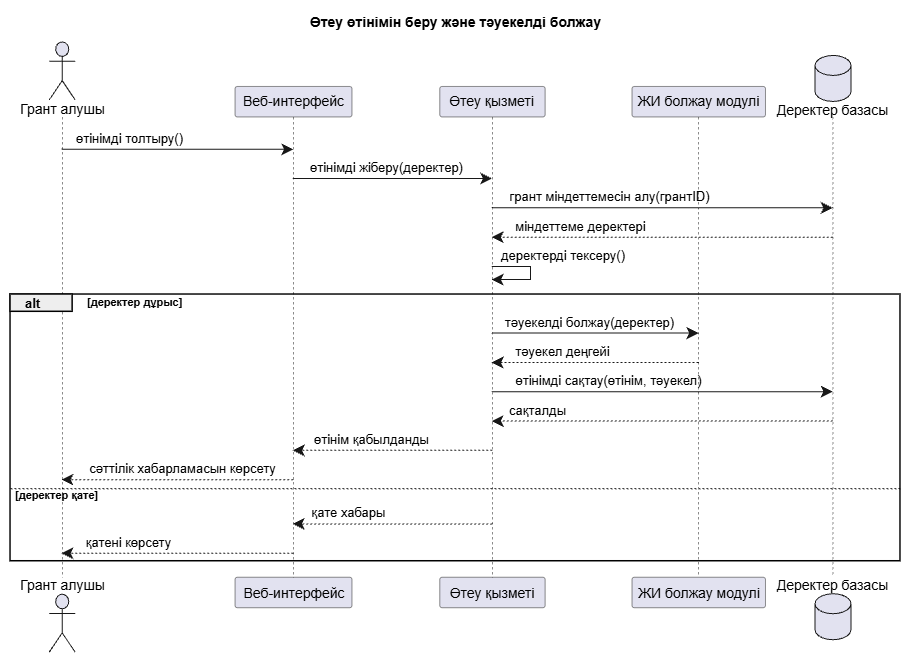 Өтеу өтінімін беру және тәуекелді болжау
Грант алушы
Веб-интерфейс
Өтеу қызметі
ЖИ болжау модулі
Деректер базасы
өтінімді толтыру()
өтінімді жіберу(деректер)
грант міндеттемесін алу(грантID)
міндеттеме деректері
деректерді тексеру()
alt
[деректер дұрыс]
тәуекелді болжау(деректер)
тәуекел деңгейі
өтінімді сақтау(өтінім, тәуекел)
сақталды
өтінім қабылданды
сәттілік хабарламасын көрсету
[деректер қате]
қате хабары
қатені көрсету
Грант алушы
Веб-интерфейс
Өтеу қызметі
ЖИ болжау модулі
Деректер базасы